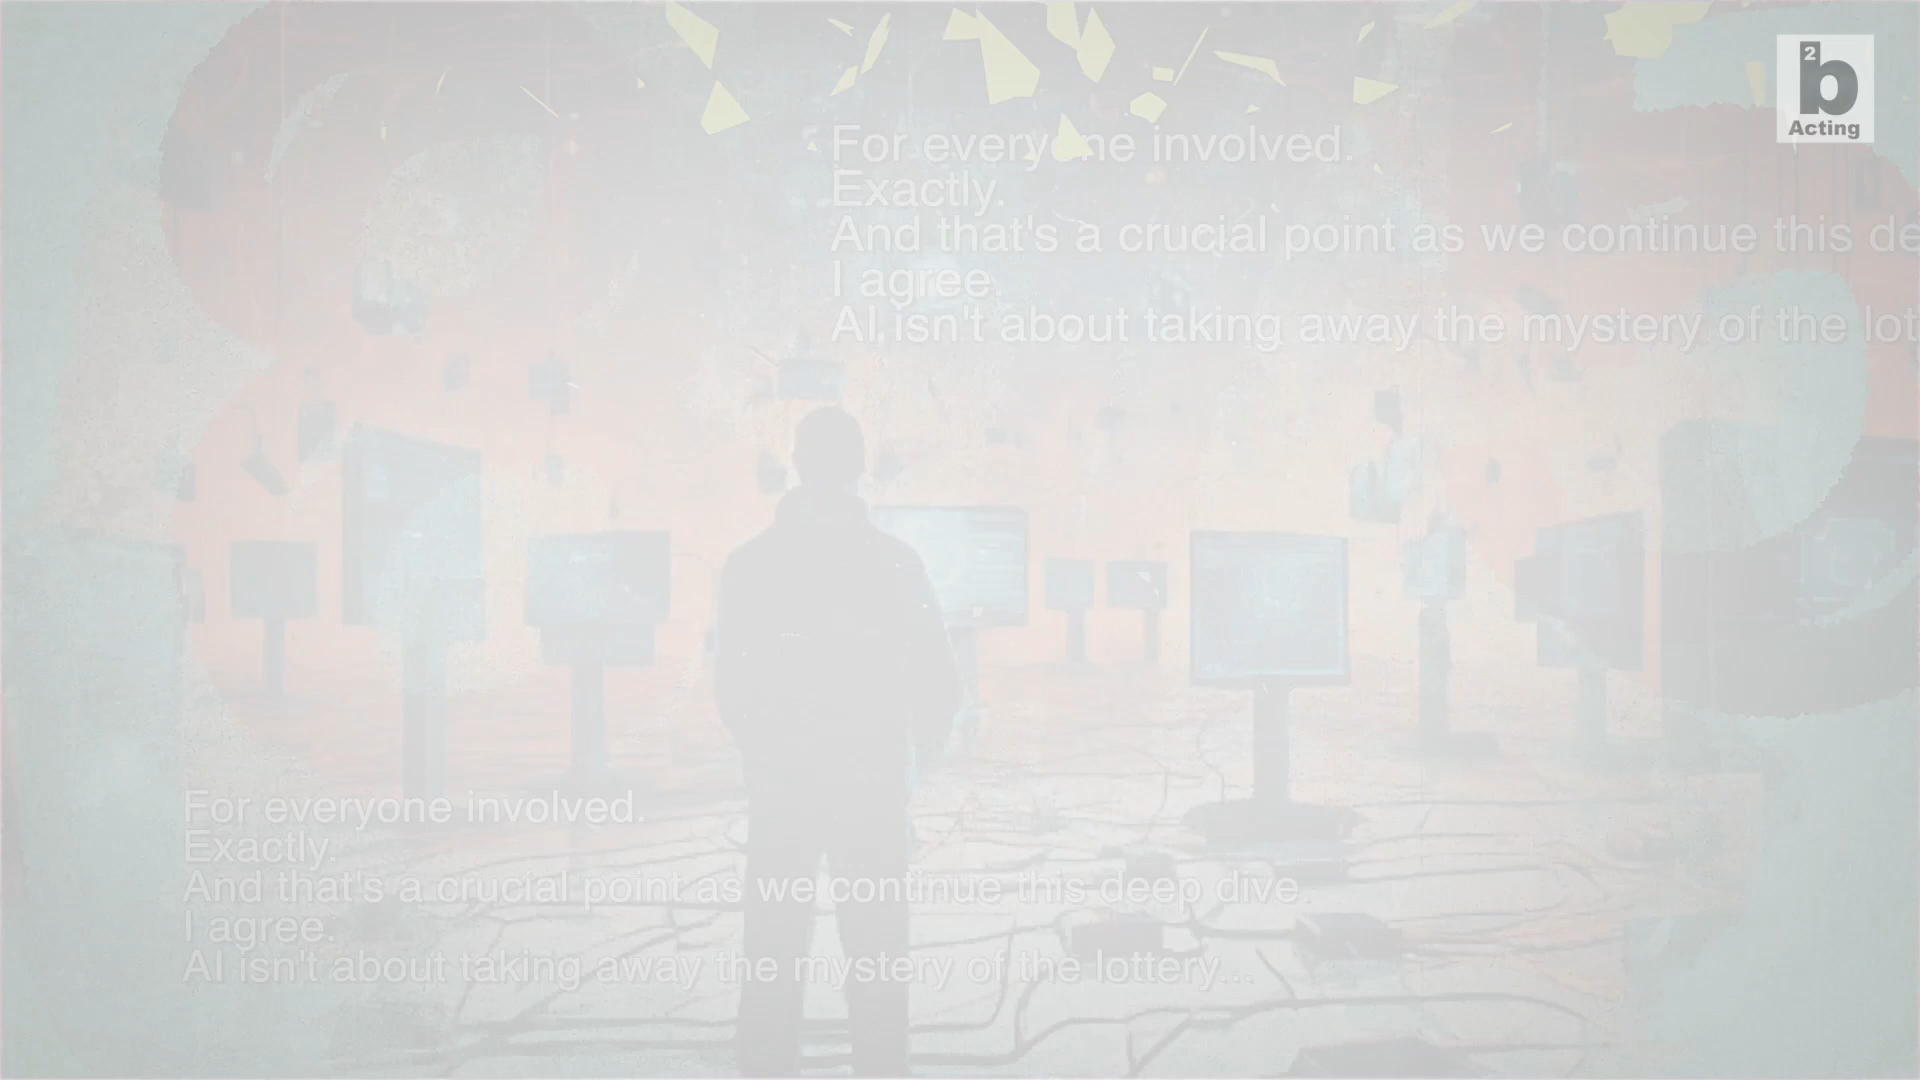 2
b
Acting
For everyone involved.
Exactly.
And that's a crucial point as we continue this de
I agree.
AI isn't about taking away the mystery of the lot
For everyone involved.
Exactly.
And that's a crucial point as we continue this deep dive.
I agree.
AI isn't about taking away the mystery of the lottery...